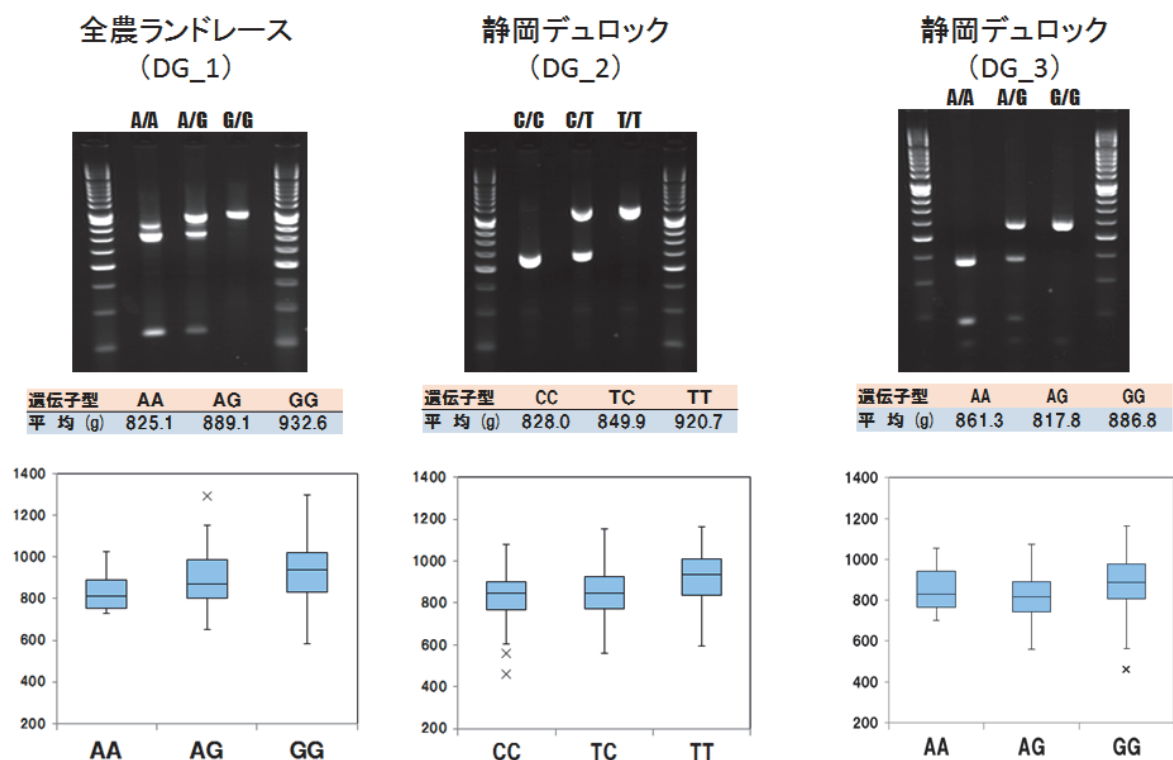 全農ランドレース
（DG_1）
A/A A/G G/G
遺伝子型 AA AG GG
平 均 (g) 825.1 889.1 932.6
1400
1200
1000
800
600
400
200
AA AG GG
静岡デュロック
（DG_2）
C/C C/T T/T
遺伝子型 CC TC TT
平 均 (g) 828.0 849.9 920.7
1400
1200
1000
800
600
400
200
CC TC TT
静岡デュロック
（DG_3）
A/A A/G G/G
遺伝子型 AA AG GG
平 均 (g) 861.3 817.8 886.8
1400
1200
1000
800
600
400
200
AA AG GG